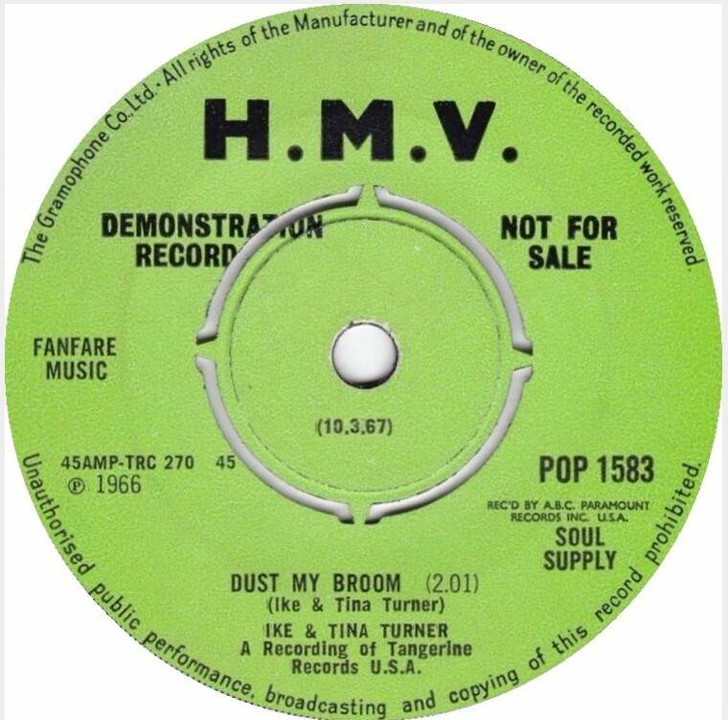 The Gramophone Co. Ltd. · All rights of the Manufacturer and of the owner of the recorded work reserved.
H.M.V.
DEMONSTRATION
RECORD
NOT FOR
SALE
FANFARE
MUSIC
(10.3.67)
45AMP-TRC 270 45
℗ 1966
POP 1583
REC'D BY A.B.C. PARAMOUNT
RECORDS INC. U.S.A.
SOUL
SUPPLY
DUST MY BROOM (2.01)
(Ike & Tina Turner)
IKE & TINA TURNER
A Recording of Tangerine
Records U.S.A.
Unauthorised public performance, broadcasting and copying of this record prohibited.